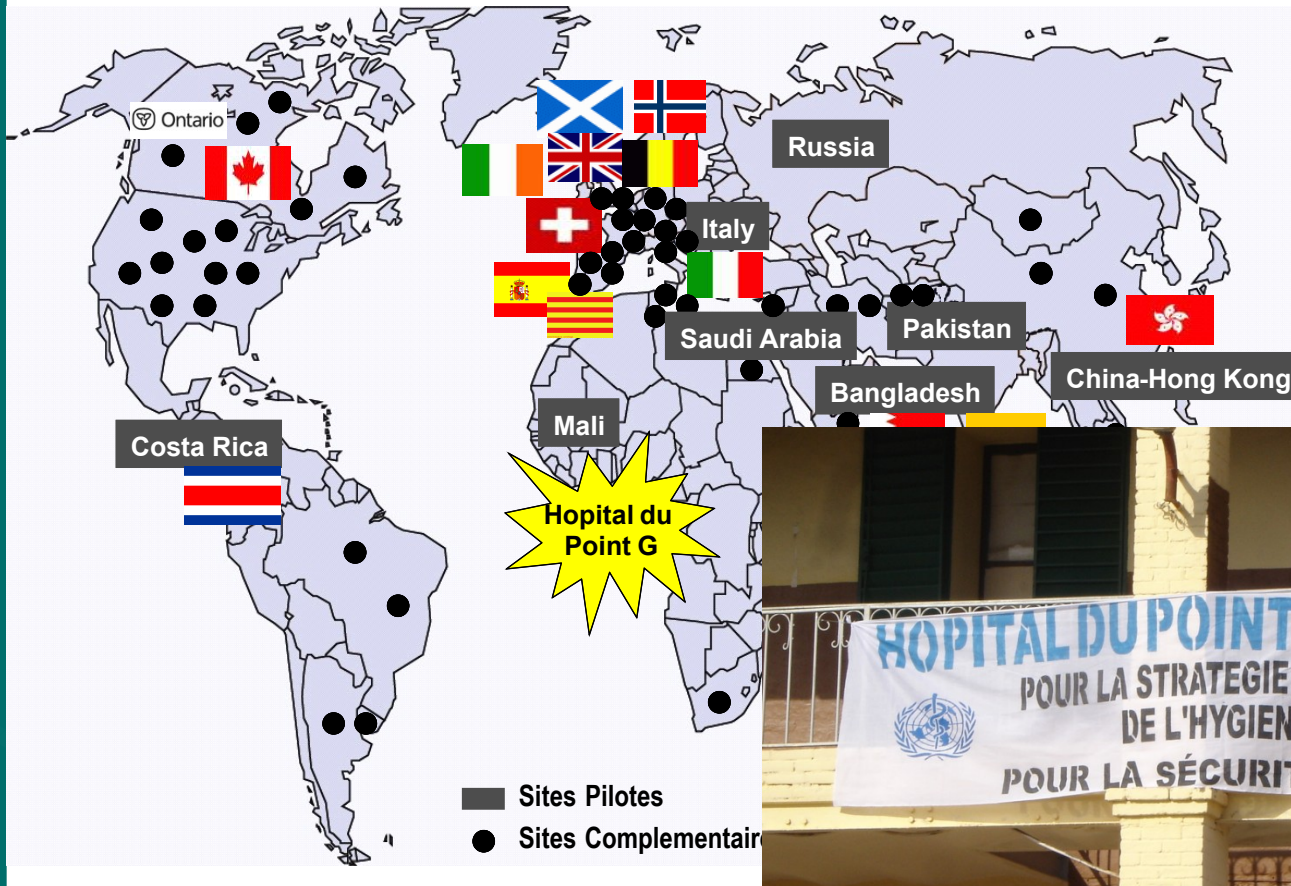 Ontario
Russia
Italy
Saudi Arabia
Pakistan
Bangladesh
China-Hong Kong
Mali
Costa Rica
Hopital du
Point G
HOPITAL DU POINT
POUR LA STRATEGIE
DE L'HYGIEN
POUR LA SÉCURIT
Sites Pilotes
Sites Complementair